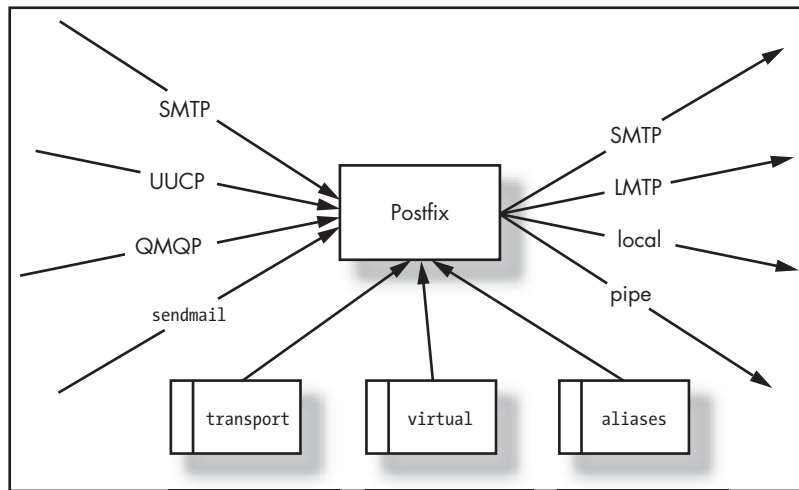 SMTP
UUCP
QMQP
sendmail
Postfix
SMTP
LMTP
local
pipe
transport
virtual
aliases